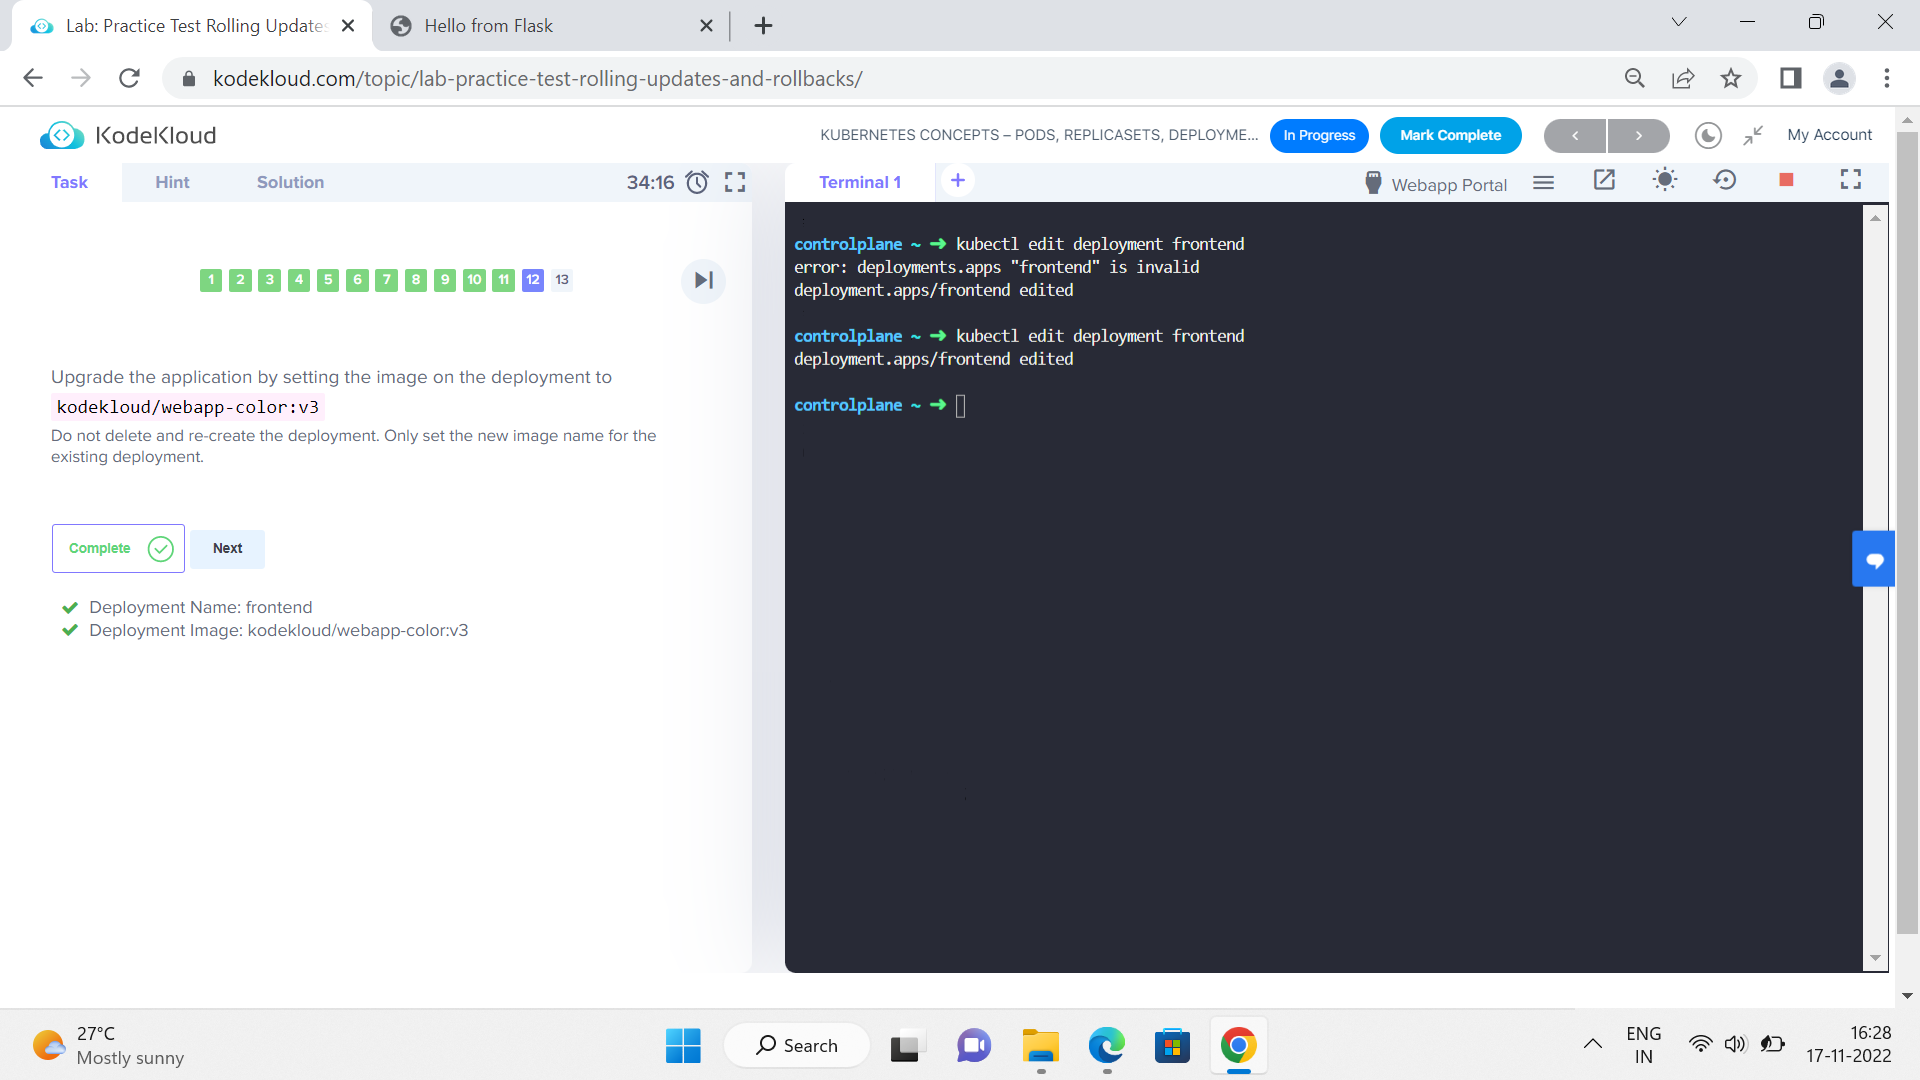 Lab: Practice Test Rolling Updates
Hello from Flask
kodekloud.com/topic/lab-practice-test-rolling-updates-and-rollbacks/
KodeKloud
KUBERNETES CONCEPTS – PODS, REPLICASETS, DEPLOYME...
In Progress
Mark Complete
My Account
Task
Hint
Solution
34:16
Terminal 1
Webapp Portal
1 2 3 4 5 6 7 8 9 10 11 12 13
Upgrade the application by setting the image on the deployment to
kodekloud/webapp-color:v3
Do not delete and re-create the deployment. Only set the new image name for the
existing deployment.
Complete
Next
Deployment Name: frontend
Deployment Image: kodekloud/webapp-color:v3
controlplane ~ ➜ kubectl edit deployment frontend
error: deployments.apps "frontend" is invalid
deployment.apps/frontend edited
controlplane ~ ➜ kubectl edit deployment frontend
deployment.apps/frontend edited
controlplane ~ ➜
27°C
Mostly sunny
Search
ENG
IN
16:28
17-11-2022